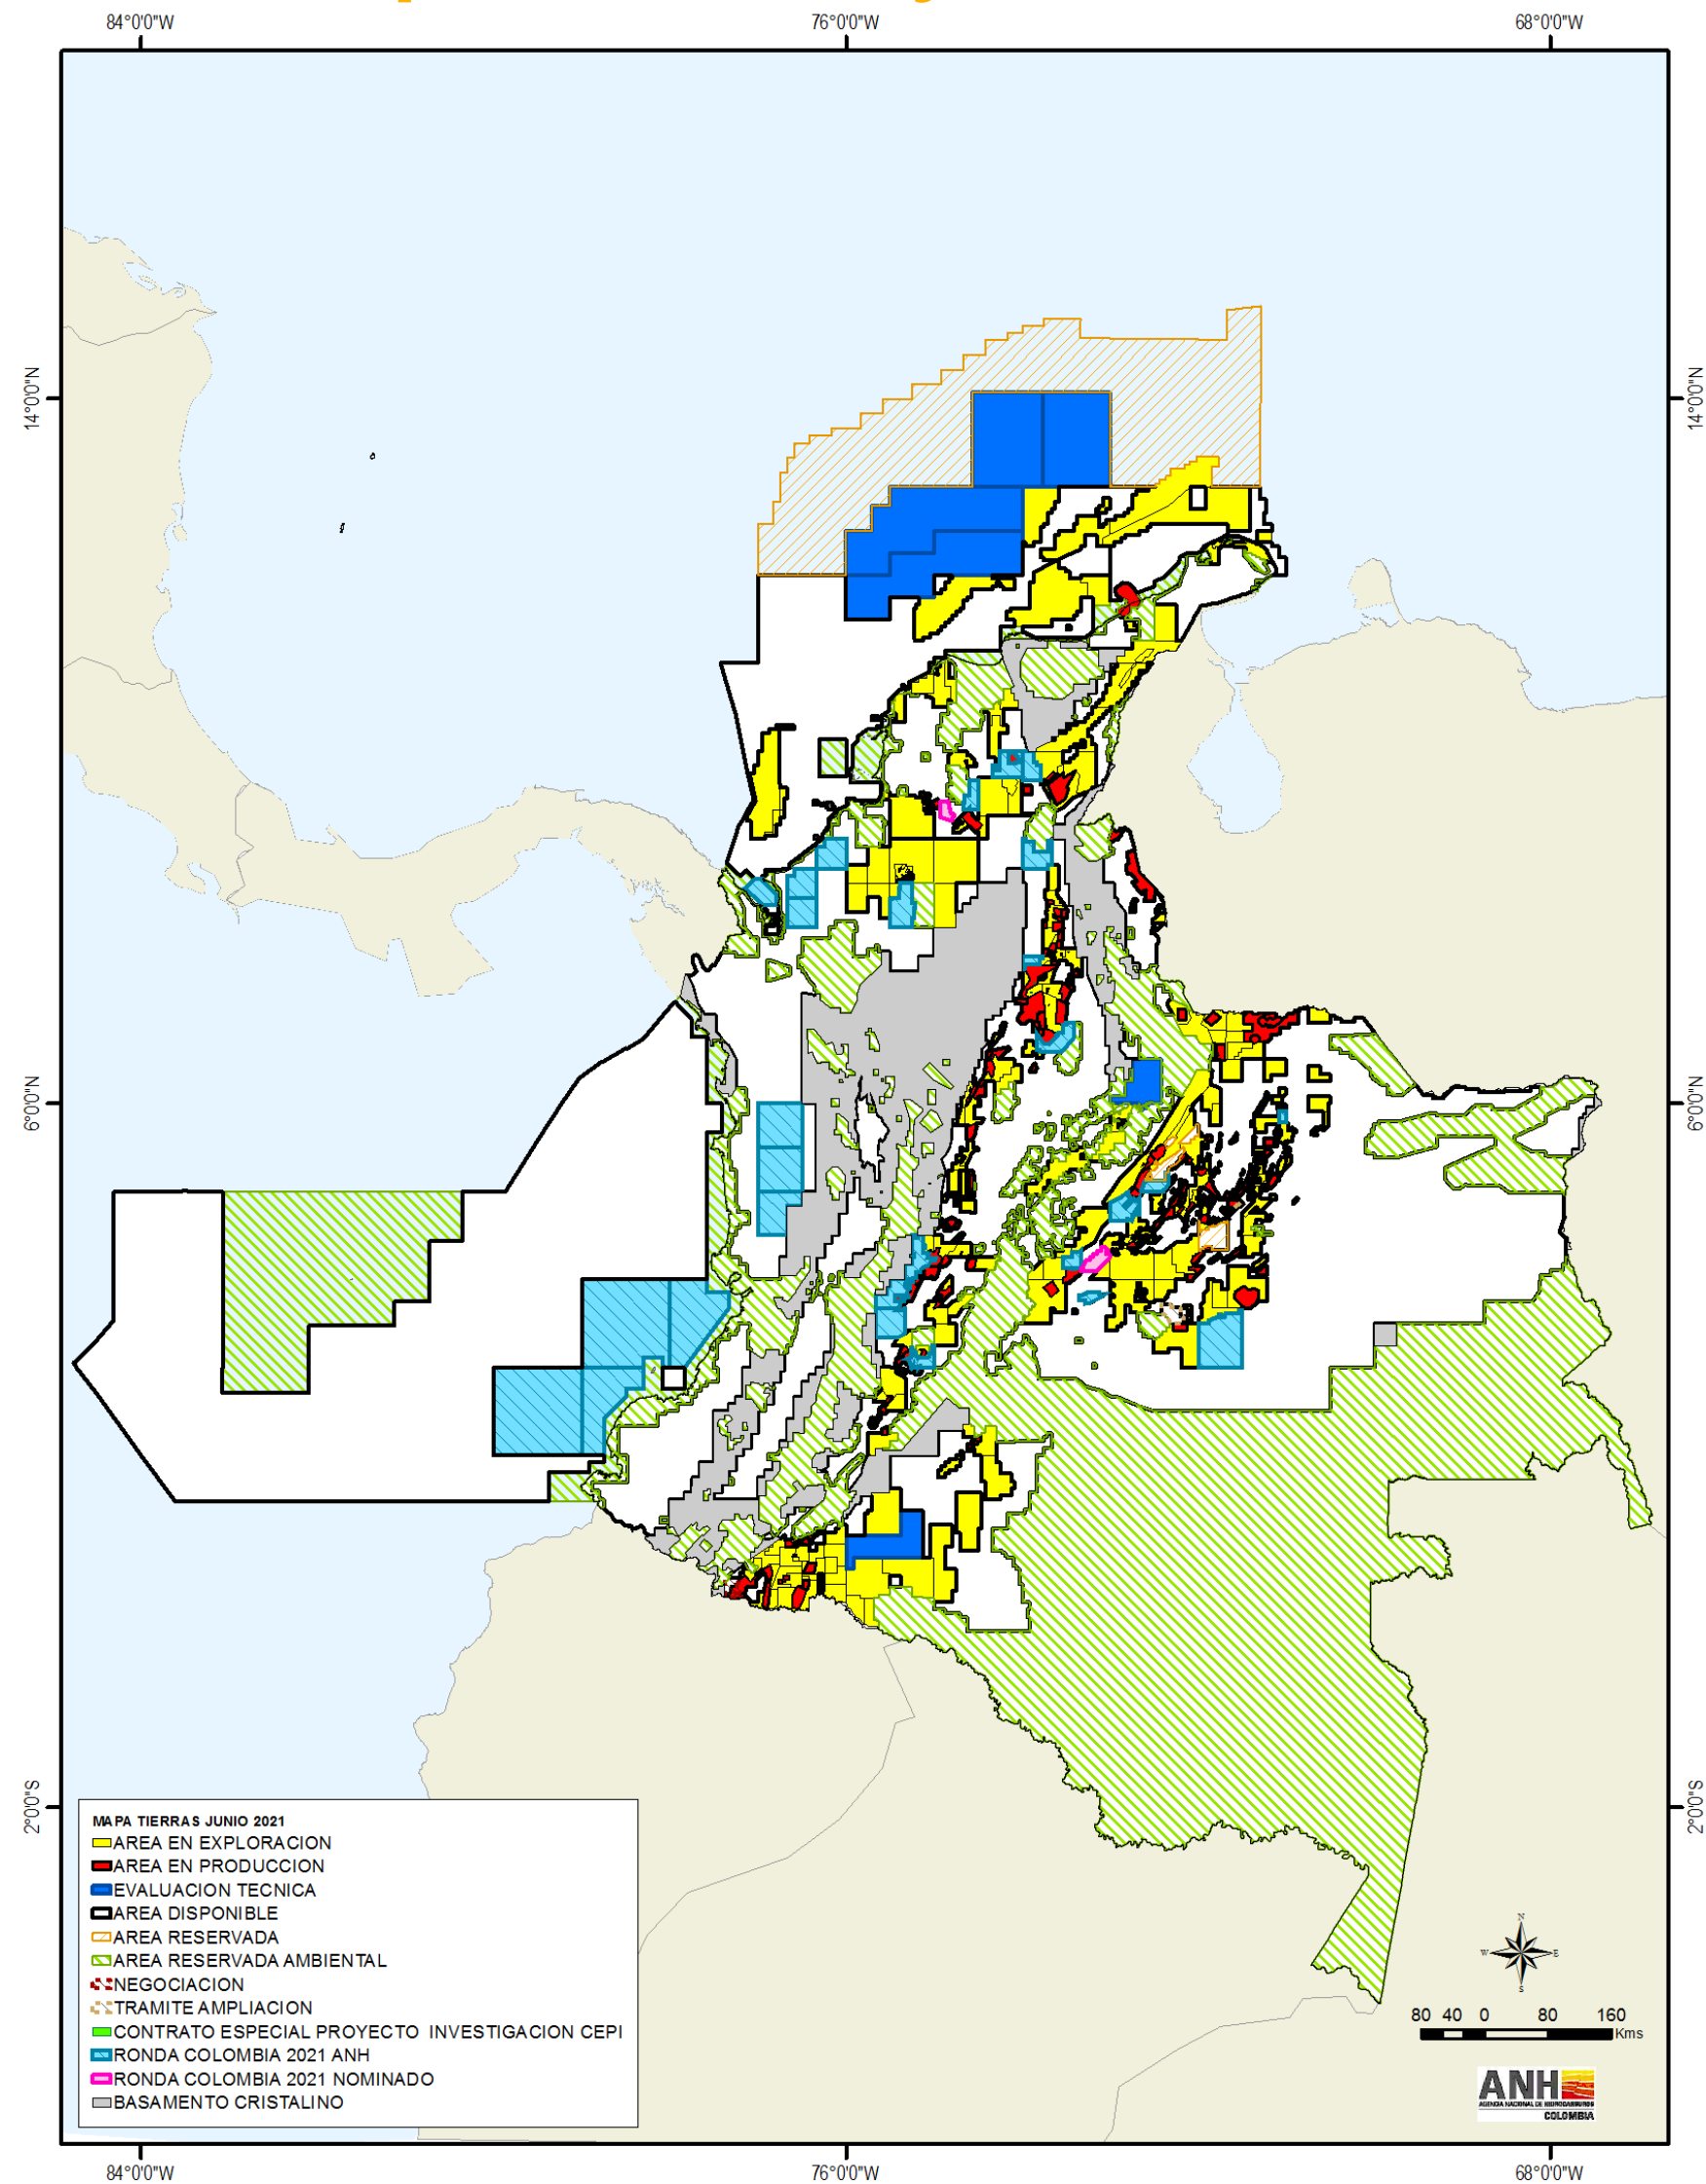 84°0'0"W 76°0'0"W 68°0'0"W
14°0'0"N 14°0'0"N
6°0'0"N 6°0'0"N
2°0'0"S 2°0'0"S
MAPA TIERRAS JUNIO 2021
AREA EN EXPLORACION
AREA EN PRODUCCION
EVALUACION TECNICA
AREA DISPONIBLE
AREA RESERVADA
AREA RESERVADA AMBIENTAL
NEGOCIACION
TRAMITE AMPLIACION
CONTRATO ESPECIAL PROYECTO INVESTIGACION CEPI
RONDA COLOMBIA 2021 ANH
RONDA COLOMBIA 2021 NOMINADO
BASAMENTO CRISTALINO
N
W E
S
80 40 0 80 160
Kms
ANH
AGENCIA NACIONAL DE HIDROCARBUROS
COLOMBIA
84°0'0"W 76°0'0"W 68°0'0"W